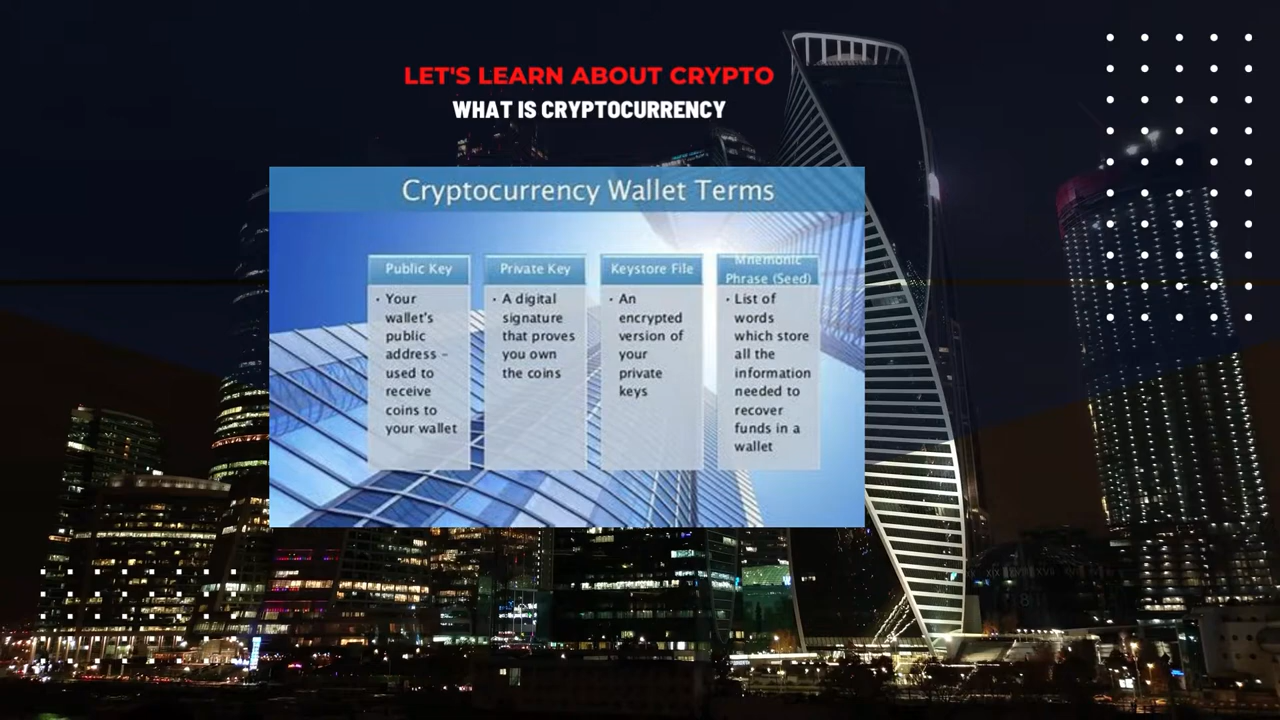 LET'S LEARN ABOUT CRYPTO
WHAT IS CRYPTOCURRENCY
Cryptocurrency Wallet Terms
Public Key
• Your
wallet's
public
address –
used to
receive
coins to
your wallet
Private Key
• A digital
signature
that proves
you own
the coins
Keystore File
• An
encrypted
version of
your
private
keys
Mnemonic
Phrase (Seed)
• List of
words
which store
all the
information
needed to
recover
funds in a
wallet